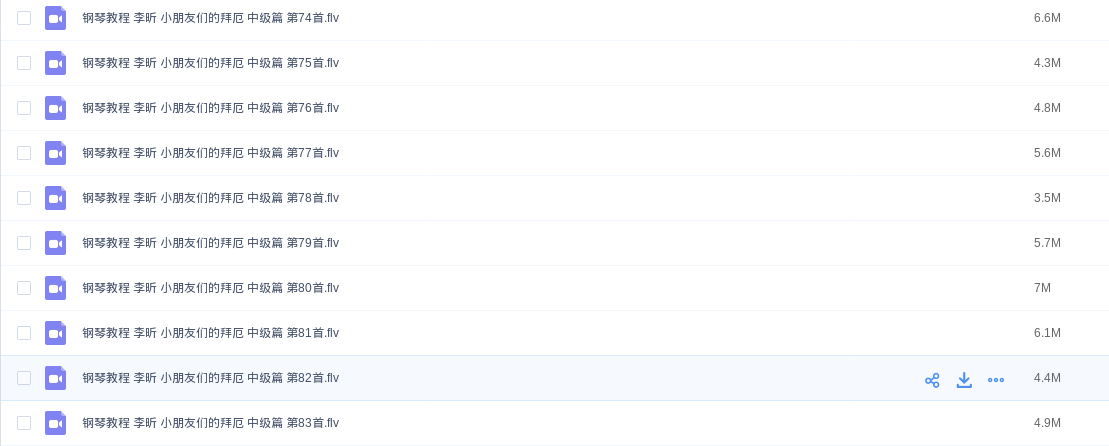 钢琴教程 李昕 小朋友们的拜厄 中级篇 第74首.flv 6.6M
钢琴教程 李昕 小朋友们的拜厄 中级篇 第75首.flv 4.3M
钢琴教程 李昕 小朋友们的拜厄 中级篇 第76首.flv 4.8M
钢琴教程 李昕 小朋友们的拜厄 中级篇 第77首.flv 5.6M
钢琴教程 李昕 小朋友们的拜厄 中级篇 第78首.flv 3.5M
钢琴教程 李昕 小朋友们的拜厄 中级篇 第79首.flv 5.7M
钢琴教程 李昕 小朋友们的拜厄 中级篇 第80首.flv 7M
钢琴教程 李昕 小朋友们的拜厄 中级篇 第81首.flv 6.1M
钢琴教程 李昕 小朋友们的拜厄 中级篇 第82首.flv 4.4M
钢琴教程 李昕 小朋友们的拜厄 中级篇 第83首.flv 4.9M